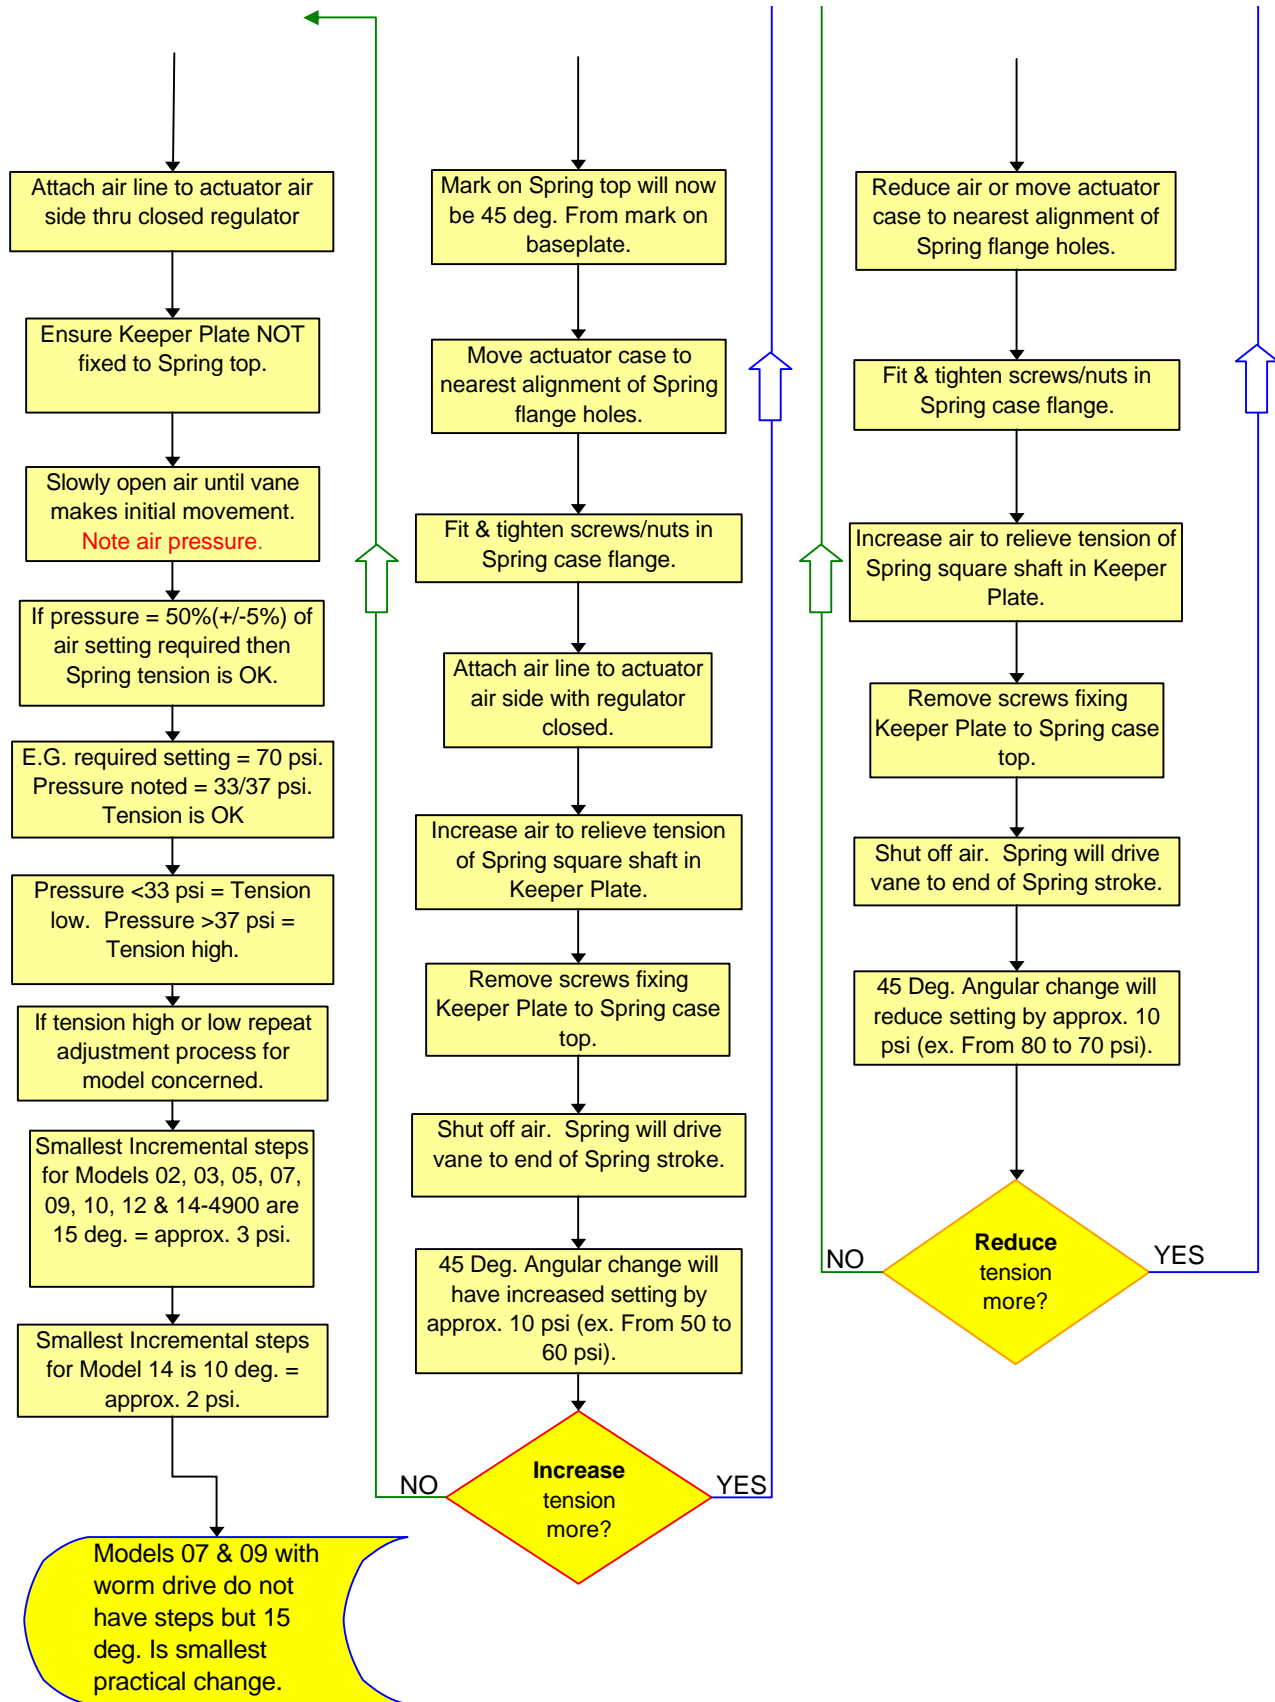 Attach air line to actuator air
side thru closed regulator
Ensure Keeper Plate NOT
fixed to Spring top.
Slowly open air until vane
makes initial movement.
Note air pressure.
If pressure = 50%(+/-5%) of
air setting required then
Spring tension is OK.
E.G. required setting = 70 psi.
Pressure noted = 33/37 psi.
Tension is OK
Pressure <33 psi = Tension
low.  Pressure >37 psi =
Tension high.
If tension high or low repeat
adjustment process for
model concerned.
Smallest Incremental steps
for Models 02, 03, 05, 07,
09, 10, 12 & 14-4900 are
15 deg. = approx. 3 psi.
Smallest Incremental steps
for Model 14 is 10 deg. =
approx. 2 psi.
Models 07 & 09 with
worm drive do not
have steps but 15
deg. Is smallest
practical change.
Mark on Spring top will now
be 45 deg. From mark on
baseplate.
Move actuator case to
nearest alignment of Spring
flange holes.
Fit & tighten screws/nuts in
Spring case flange.
Attach air line to actuator
air side with regulator
closed.
Increase air to relieve tension
of Spring square shaft in
Keeper Plate.
Remove screws fixing
Keeper Plate to Spring case
top.
Shut off air.  Spring will drive
vane to end of Spring stroke.
45 Deg. Angular change will
have increased setting by
approx. 10 psi (ex. From 50 to
60 psi).
NO
Increase
tension
more?
YES
Reduce air or move actuator
case to nearest alignment of
Spring flange holes.
Fit & tighten screws/nuts in
Spring case flange.
Increase air to relieve tension of
Spring square shaft in Keeper
Plate.
Remove screws fixing
Keeper Plate to Spring case
top.
Shut off air.  Spring will drive
vane to end of Spring stroke.
45 Deg. Angular change will
reduce setting by approx. 10
psi (ex. From 80 to 70 psi).
NO
Reduce
tension
more?
YES